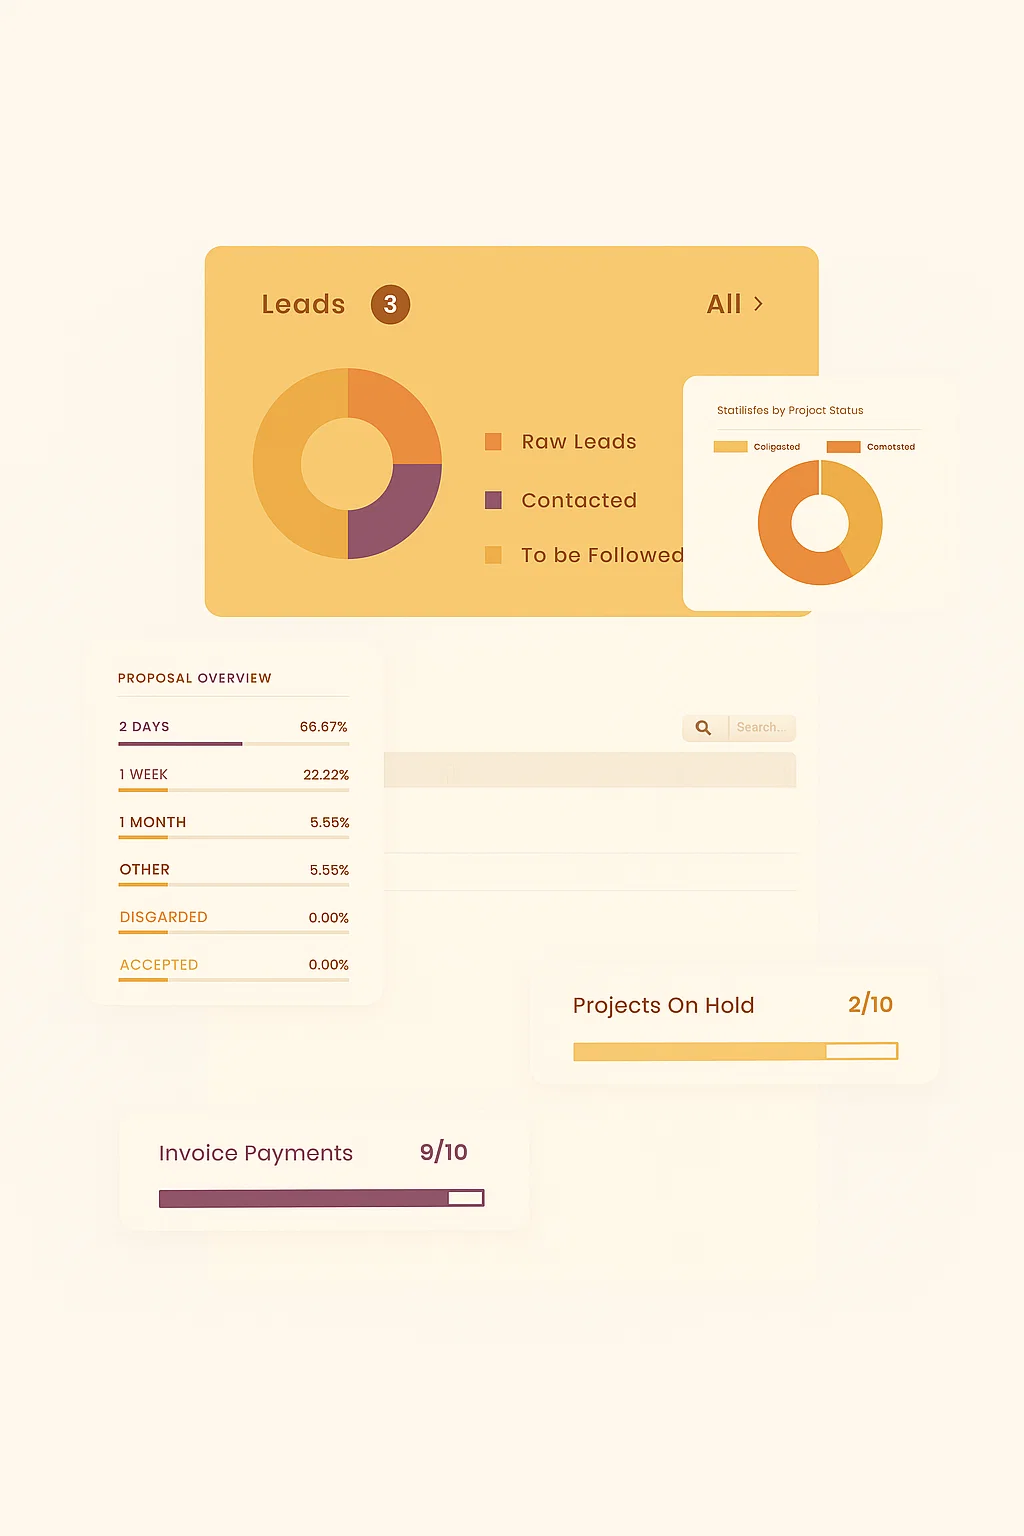 Leads 3 All
Raw Leads
Contacted
To be Followed
Statilisfes by Projoct Status
Coligasted Comotsted
PROPOSAL OVERVIEW
2 DAYS 66.67%
1 WEEK 22.22%
1 MONTH 5.55%
OTHER 5.55%
DISGARDED 0.00%
ACCEPTED 0.00%
Search...
Projects On Hold 2/10
Invoice Payments 9/10